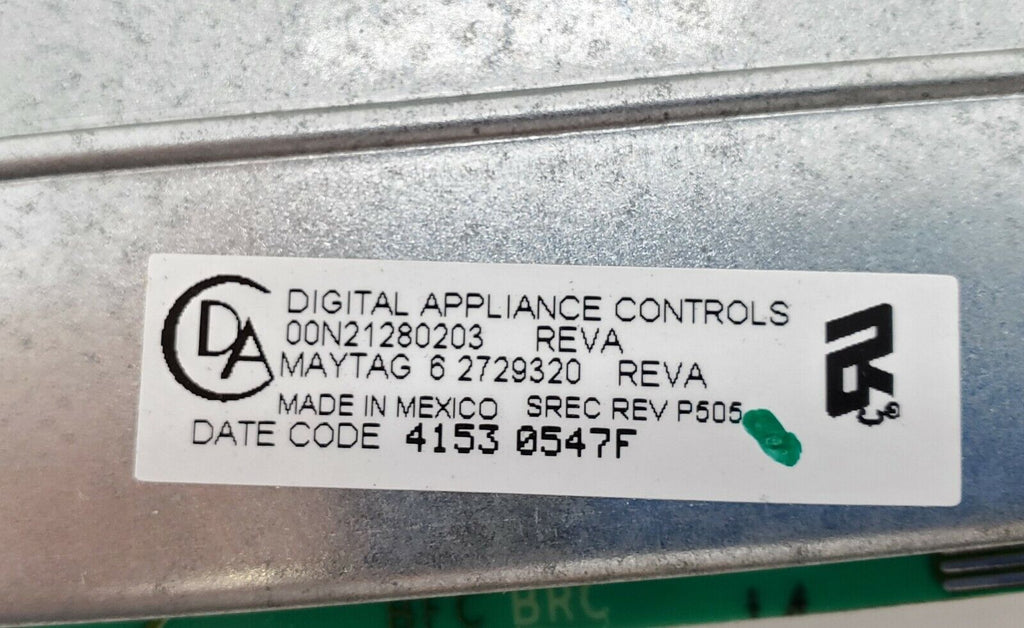 DIGITAL APPLIANCE CONTROLS
00N21280203 REVA
MAYTAG 6 2729320 REVA
MADE IN MEXICO SREC REV P505
DATE CODE 4153 0547F
DA
BRC